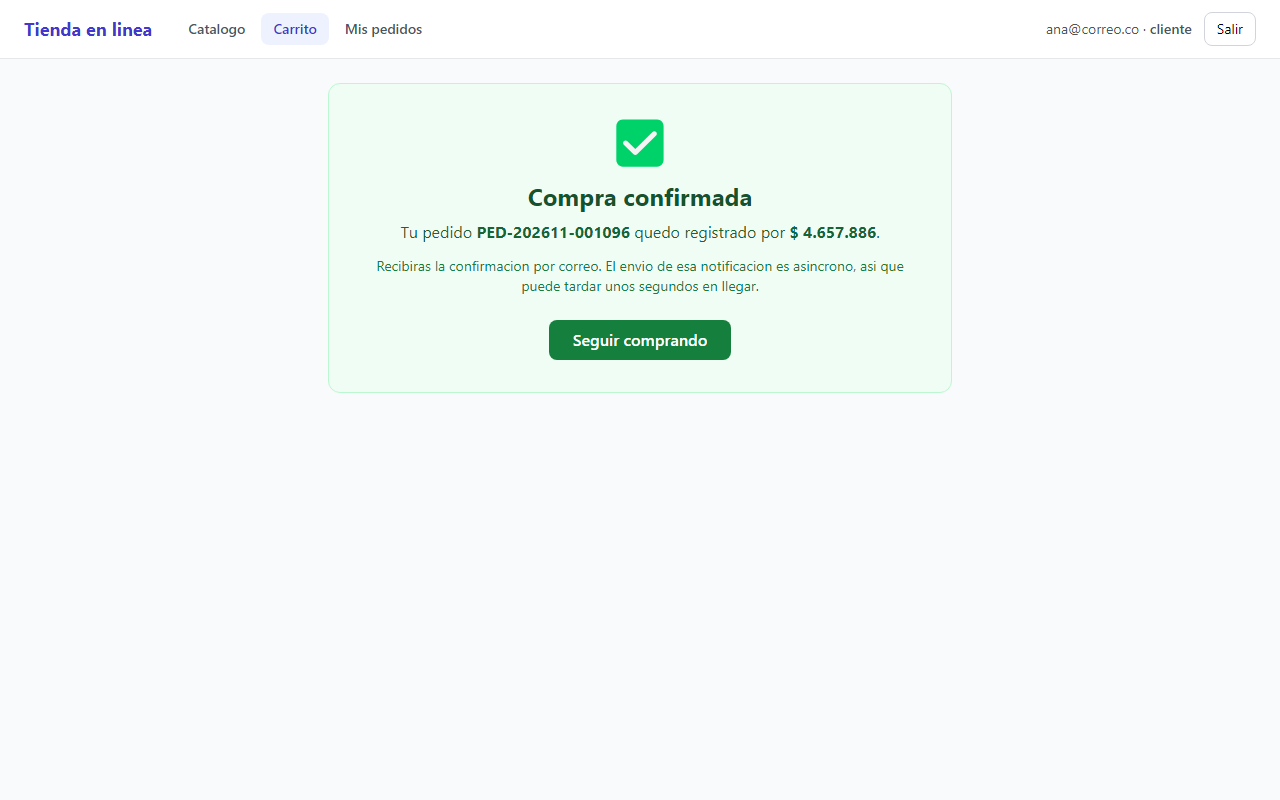 Tienda en linea
Catalogo
Carrito
Mis pedidos
ana@correo.co · cliente
Salir
Compra confirmada
Tu pedido PED-202611-001096 quedo registrado por $ 4.657.886.
Recibiras la confirmacion por correo. El envio de esa notificacion es asincrono, asi que
puede tardar unos segundos en llegar.
Seguir comprando